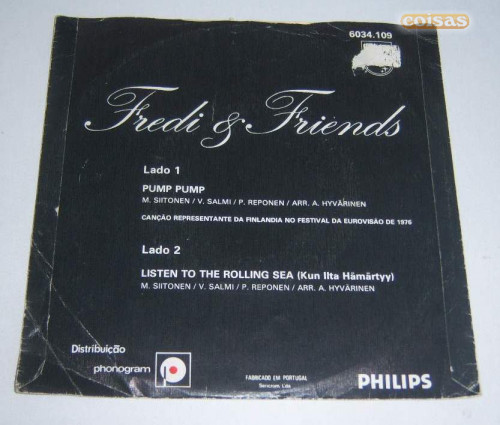 coisas
6034.109
Fredi & Friends
Lado 1
PUMP PUMP
M. SIITONEN / V. SALMI / P. REPONEN / ARR. A. HYVÄRINEN
CANÇÃO REPRESENTANTE DA FINLANDIA NO FESTIVAL DA EUROVISÃO DE 1976
Lado 2
LISTEN TO THE ROLLING SEA (Kun Ilta Hämärtyy)
M. SIITONEN / V. SALMI / P. REPONEN / ARR. A. HYVÄRINEN
Distribuição
phonogram
FABRICADO EM PORTUGAL
PHILIPS